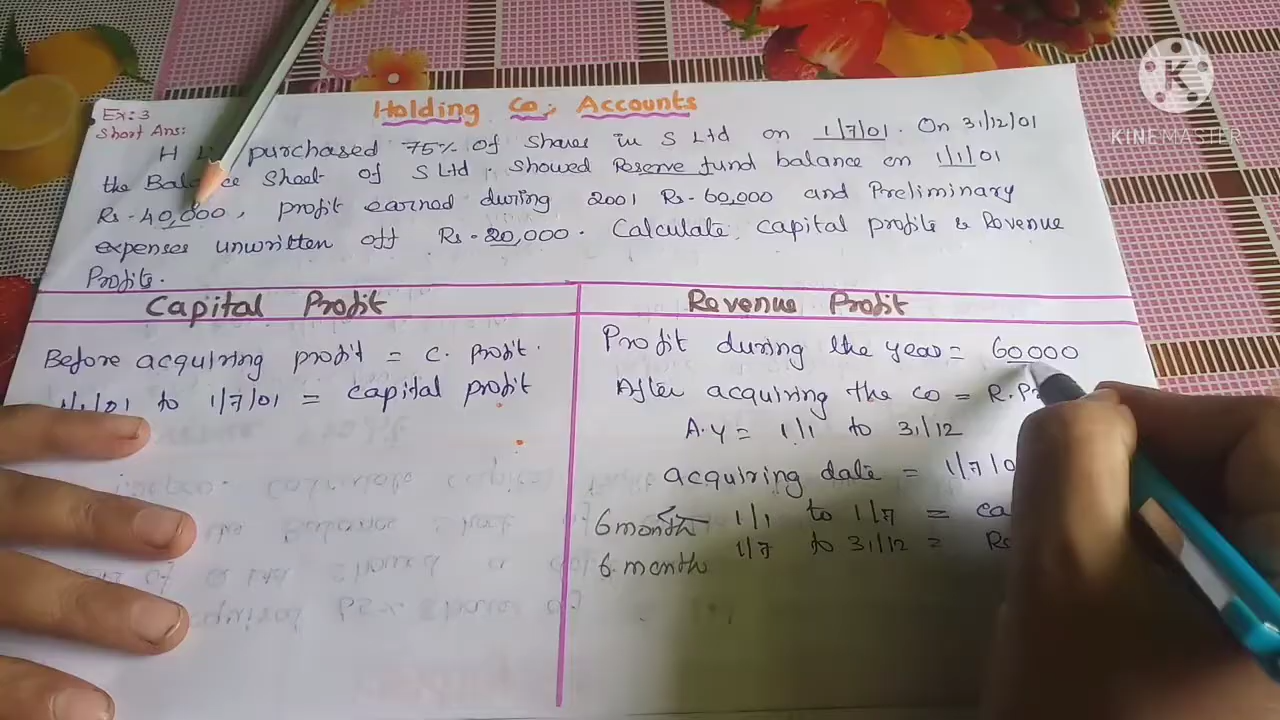 Ex: 3
Short Ans:
Holding Co; Accounts
H purchased 75% of Shares in S Ltd on 1/7/01. On 31/12/01
the Balance Sheet of S Ltd, Showed Reserve fund balance on 1/1/01
Rs-40,000, profit earned during 2001 Rs-60,000 and Preliminary
expenses unwritten off Rs-20,000. Calculate capital profit & Revenue
Profit.
Capital Profit
Before acquiring profit = C. Profit.
1/1/01 to 1/7/01 = capital profit
Revenue Profit
Profit during the year = 60000
After acquiring the co = R.Pr
A.Y = 1/1 to 31/12
acquiring date = 1/7/0
6 month 1/1 to 1/7 = ca
6 month 1/7 to 31/12 = Rs
KINEMASTER